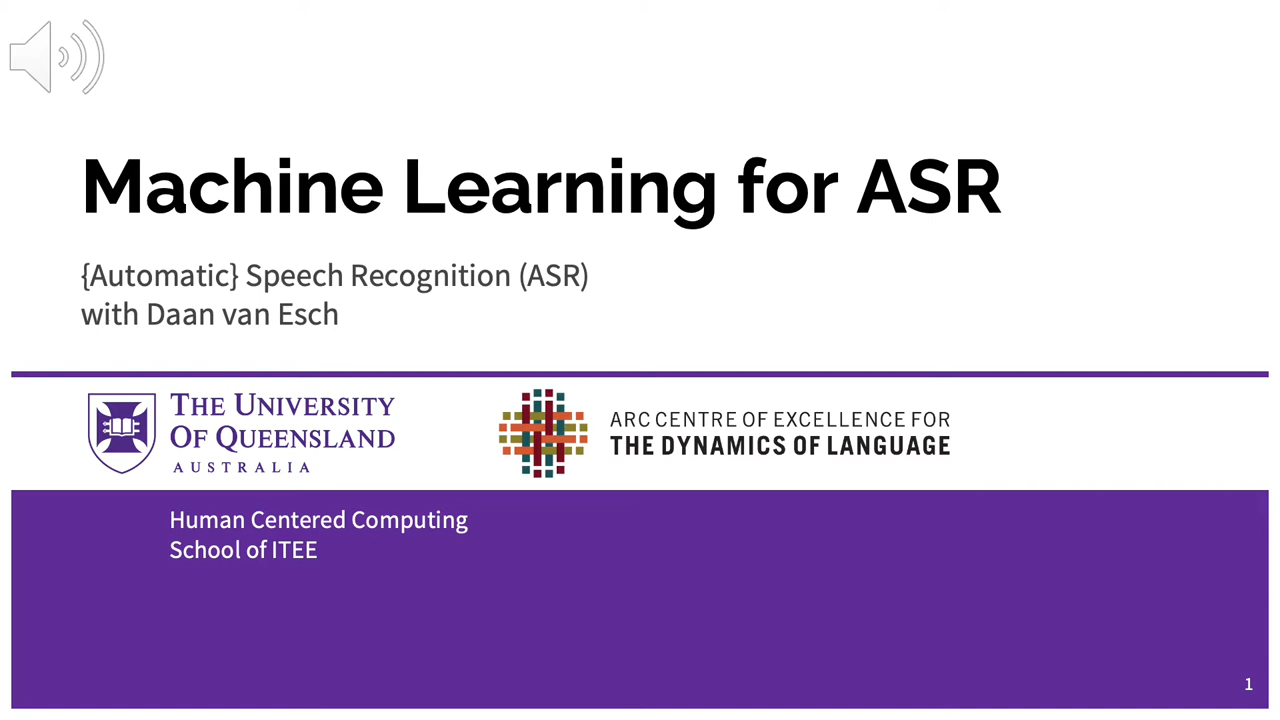 Machine Learning for ASR
{Automatic} Speech Recognition (ASR)
with Daan van Esch
THE UNIVERSITY
OF QUEENSLAND
AUSTRALIA
ARC CENTRE OF EXCELLENCE FOR
THE DYNAMICS OF LANGUAGE
Human Centered Computing
School of ITEE
1